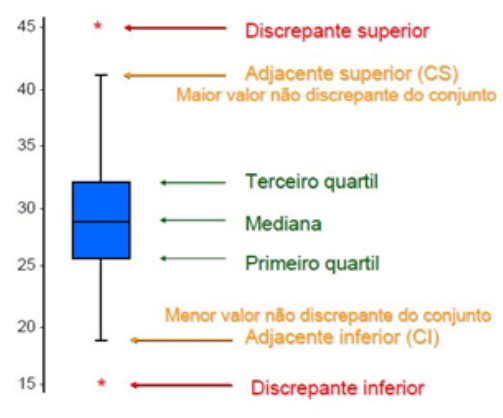 45
Discrepante superior
40
Adjacente superior (CS)
Maior valor não discrepante do conjunto
35
Terceiro quartil
30
Mediana
25
Primeiro quartil
Menor valor não discrepante do conjunto
20
Adjacente inferior (CI)
15
Discrepante inferior